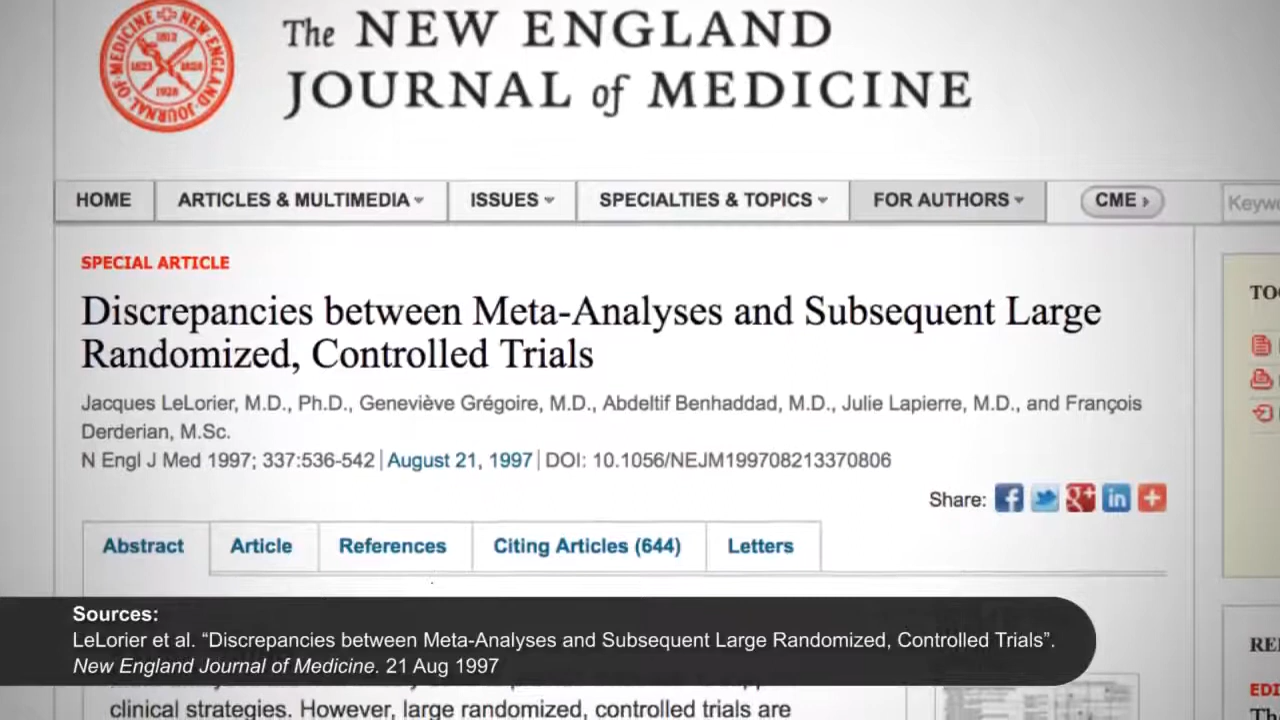 The NEW ENGLAND
JOURNAL of MEDICINE
HOME ARTICLES & MULTIMEDIA ISSUES SPECIALTIES & TOPICS FOR AUTHORS CME Keyw
SPECIAL ARTICLE
Discrepancies between Meta-Analyses and Subsequent Large
Randomized, Controlled Trials
Jacques LeLorier, M.D., Ph.D., Geneviève Grégoire, M.D., Abdeltif Benhaddad, M.D., Julie Lapierre, M.D., and François
Derderian, M.Sc.
N Engl J Med 1997; 337:536-542 | August 21, 1997 | DOI: 10.1056/NEJM199708213370806
Share:
Abstract Article References Citing Articles (644) Letters
Sources:
LeLorier et al. “Discrepancies between Meta-Analyses and Subsequent Large Randomized, Controlled Trials”.
New England Journal of Medicine. 21 Aug 1997
clinical strategies. However, large randomized, controlled trials are